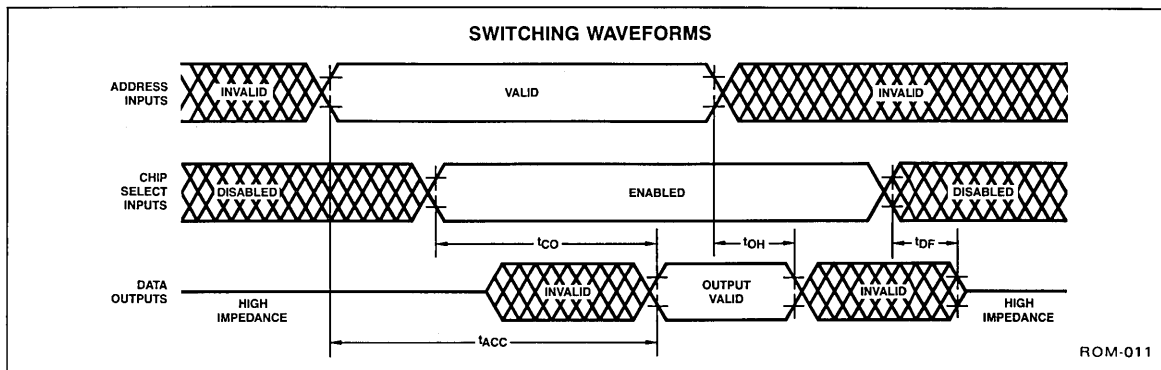 SWITCHING WAVEFORMS
ADDRESS
INPUTS
INVALID
VALID
INVALID
CHIP
SELECT
INPUTS
DISABLED
ENABLED
DISABLED
tCO
tOH
tDF
DATA
OUTPUTS
HIGH
IMPEDANCE
INVALID
OUTPUT
VALID
INVALID
HIGH
IMPEDANCE
tACC
ROM-011